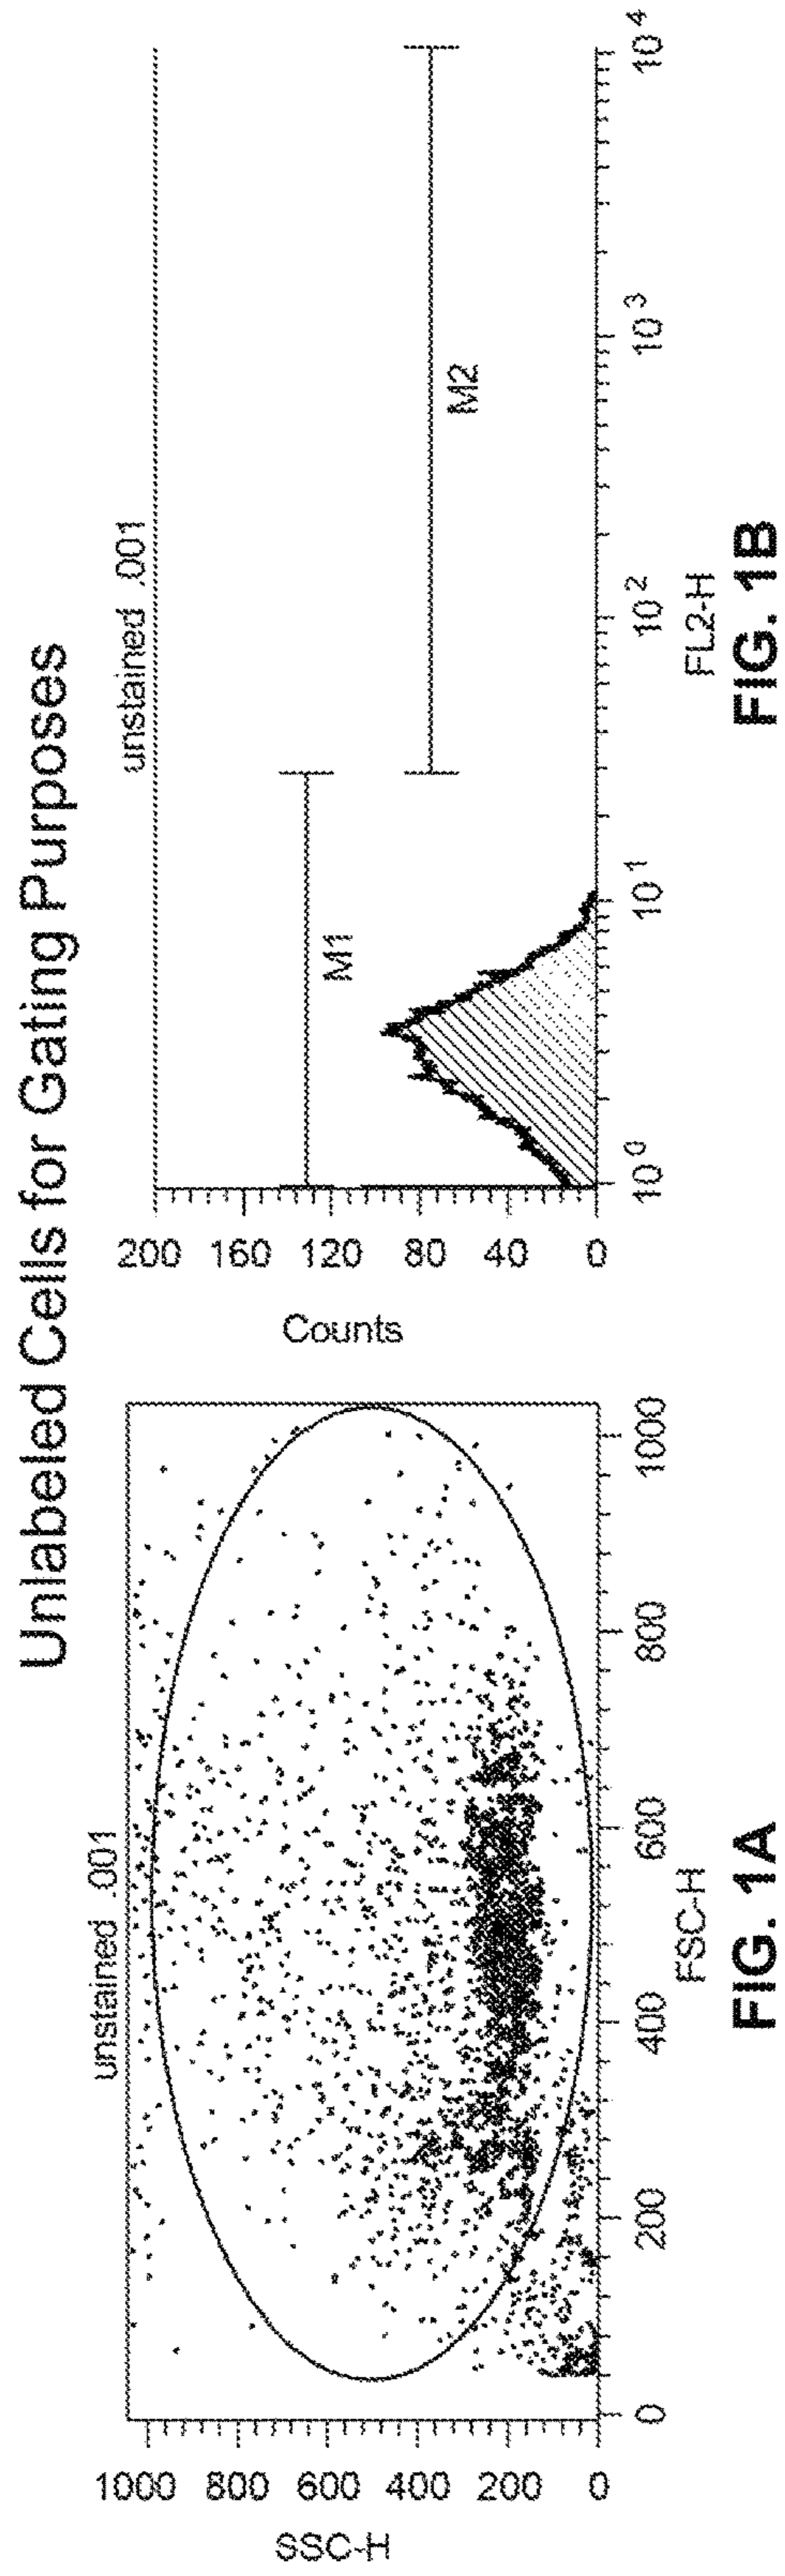 Unlabeled Cells for Gating Purposes
unstained .001
SSC-H
1000
800
600
400
200
0
0
200
400
600
800
1000
FSC-H
FIG. 1A
unstained .001
Counts
200
160
120
80
40
0
M1
M2
10^0
10^1
10^2
10^3
10^4
FL2-H
FIG. 1B